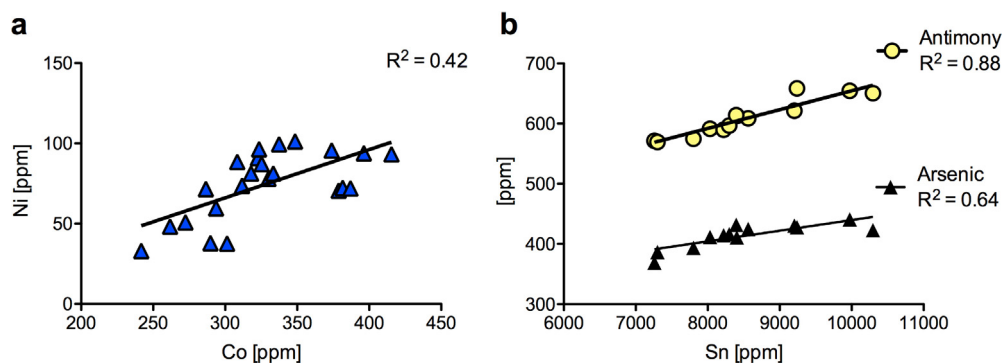 a
R² = 0.42
150
100
50
0
Ni [ppm]
200 250 300 350 400 450
Co [ppm]
b
Antimony
R² = 0.88
Arsenic
R² = 0.64
700
600
500
400
300
[ppm]
6000 7000 8000 9000 10000 11000
Sn [ppm]